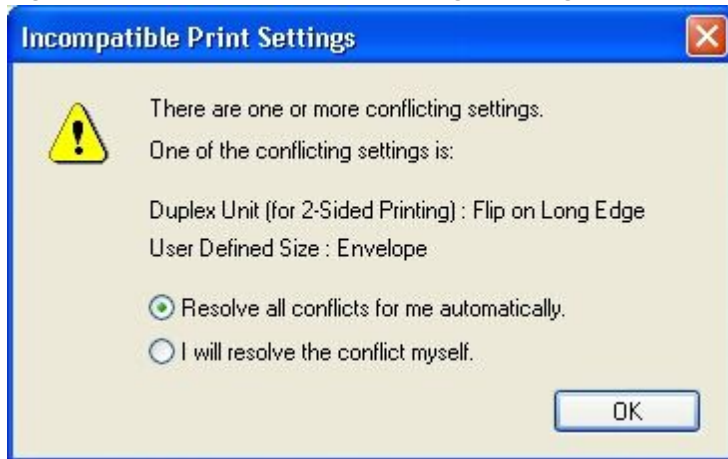 Incompatible Print Settings
There are one or more conflicting settings.
One of the conflicting settings is:
Duplex Unit (for 2-Sided Printing) : Flip on Long Edge
User Defined Size : Envelope
Resolve all conflicts for me automatically.
I will resolve the conflict myself.
OK